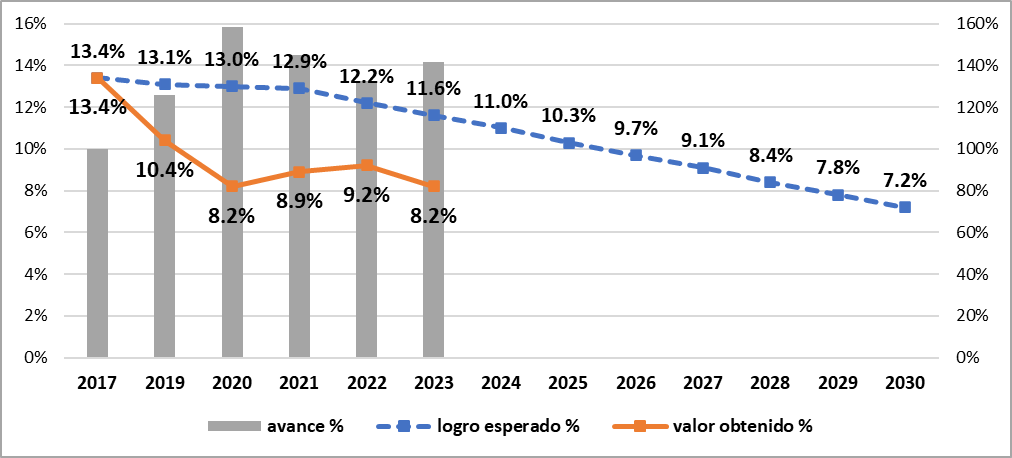 16% 160%
13.4% 13.1% 13.0% 12.9% 12.2% 11.6% 11.0% 10.3% 9.7% 9.1% 8.4% 7.8% 7.2%
14% 140%
12% 120%
13.4% 10.4% 8.2% 8.9% 9.2% 8.2%
10% 100%
8% 80%
6% 60%
4% 40%
2% 20%
0% 0%
2017 2019 2020 2021 2022 2023 2024 2025 2026 2027 2028 2029 2030
avance % logro esperado % valor obtenido %